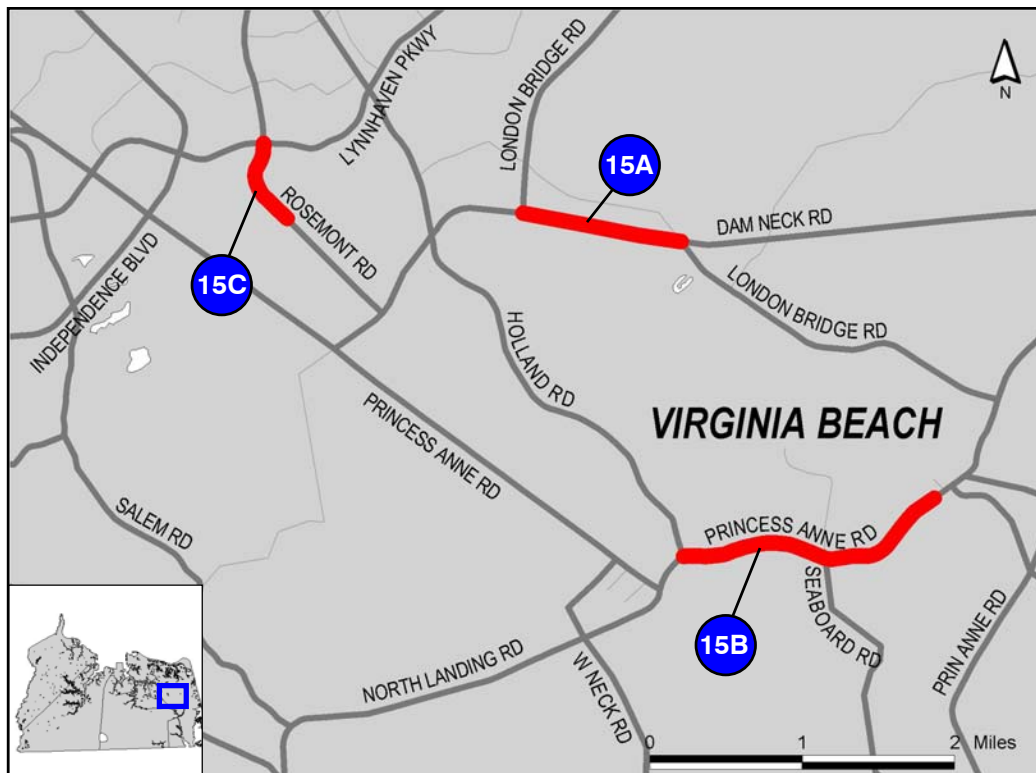 LONDON BRIDGE RD
LYNNHAVEN PKWY
N
15A
ROSEMONT RD
DAM NECK RD
INDEPENDENCE BLVD
15C
LONDON BRIDGE RD
HOLLAND RD
PRINCESS ANNE RD
VIRGINIA BEACH
SALEM RD
PRINCESS ANNE RD
SEABOARD RD
PRIN ANNE RD
15B
NORTH LANDING RD
W NECK RD
0 1 2 Miles